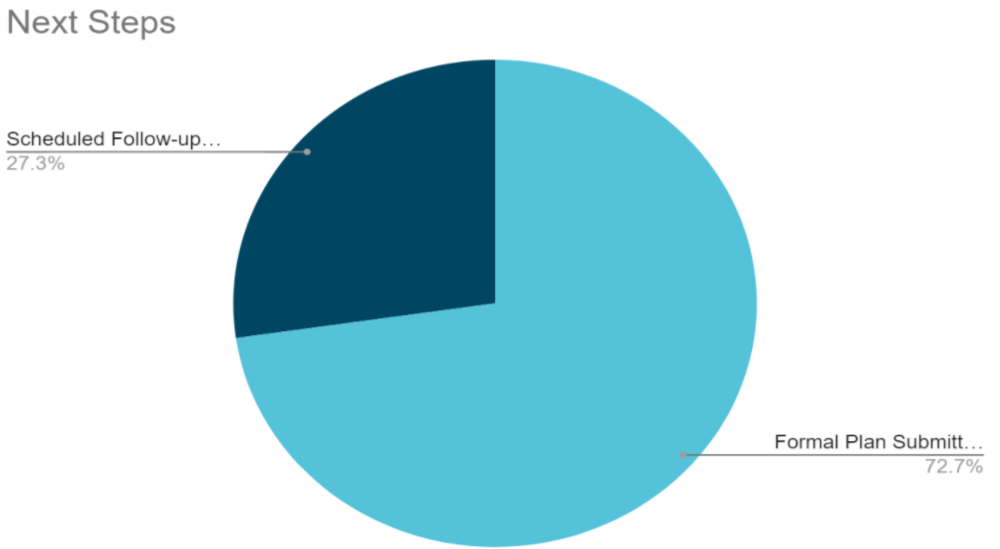 Next Steps
Scheduled Follow-up…
27.3%
Formal Plan Submitt…
72.7%